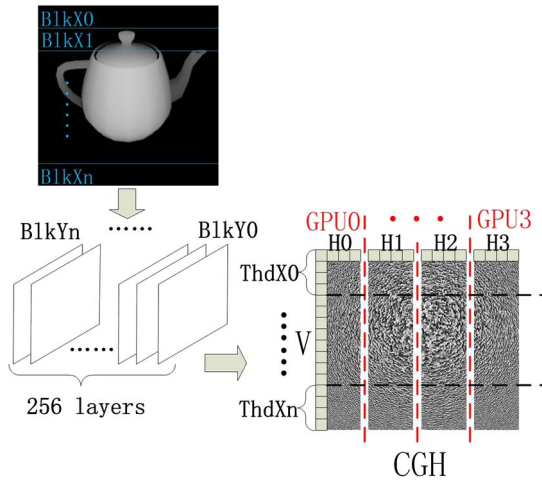 BlkX0
BlkX1
BlkXn
BlkYn
BlkY0
256 layers
GPU0
GPU3
H0 H1 H2 H3
ThdX0
V
ThdXn
CGH